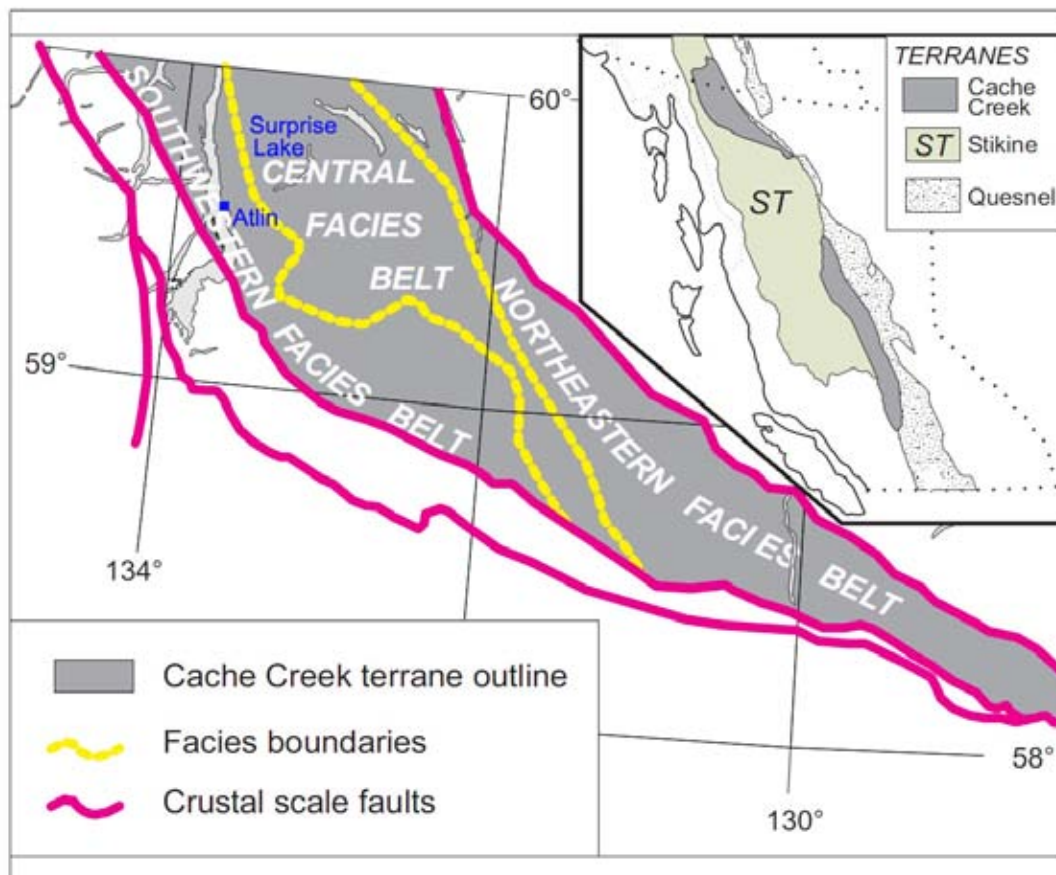 TERRANES
Cache
Creek
ST Stikine
Quesnel
ST
60°
Surprise
Lake
Atlin
SOUTHWESTERN FACIES BELT
CENTRAL
FACIES
BELT
NORTHEASTERN FACIES BELT
59°
134°
130°
58°
Cache Creek terrane outline
Facies boundaries
Crustal scale faults